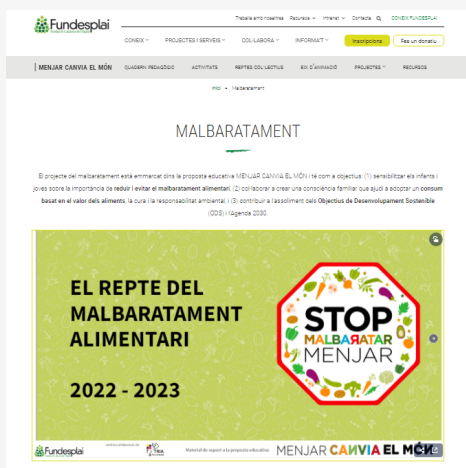 Fundesplai
Treballa amb nosaltres Recursos Intranet Contacta CONEIX FUNDESPLAI
CONEIX PROJECTES I SERVEIS COL·LABORA INFORMA'T Inscripcions Fes un donatiu
MENJAR CANVIA EL MÓN QUADERN PEDAGÒGIC ACTIVITATS REPTES COL·LECTIUS EIX D'ANIMACIÓ PROJECTES RECURSOS
Inici • Malbaratament
MALBARATAMENT
El projecte del malbaratament està emmarcat dins la proposta educativa MENJAR CANVIA EL MÓN i té com a objectius: (1) sensibilitzar els infants i
joves sobre la importància de reduir i evitar el malbaratament alimentari, (2) col·laborar a crear una consciència familiar que ajudi a adoptar un consum
basat en el valor dels aliments, la cura i la responsabilitat ambiental, i (3) contribuir a l'assoliment dels Objectius de Desenvolupament Sostenible
(ODS) i l'Agenda 2030.
EL REPTE DEL
MALBARATAMENT
ALIMENTARI
2022 - 2023
STOP
MALBARATAR
MENJAR
Fundesplai
Material de suport a la proposta educativa: MENJAR CANVIA EL MÓN